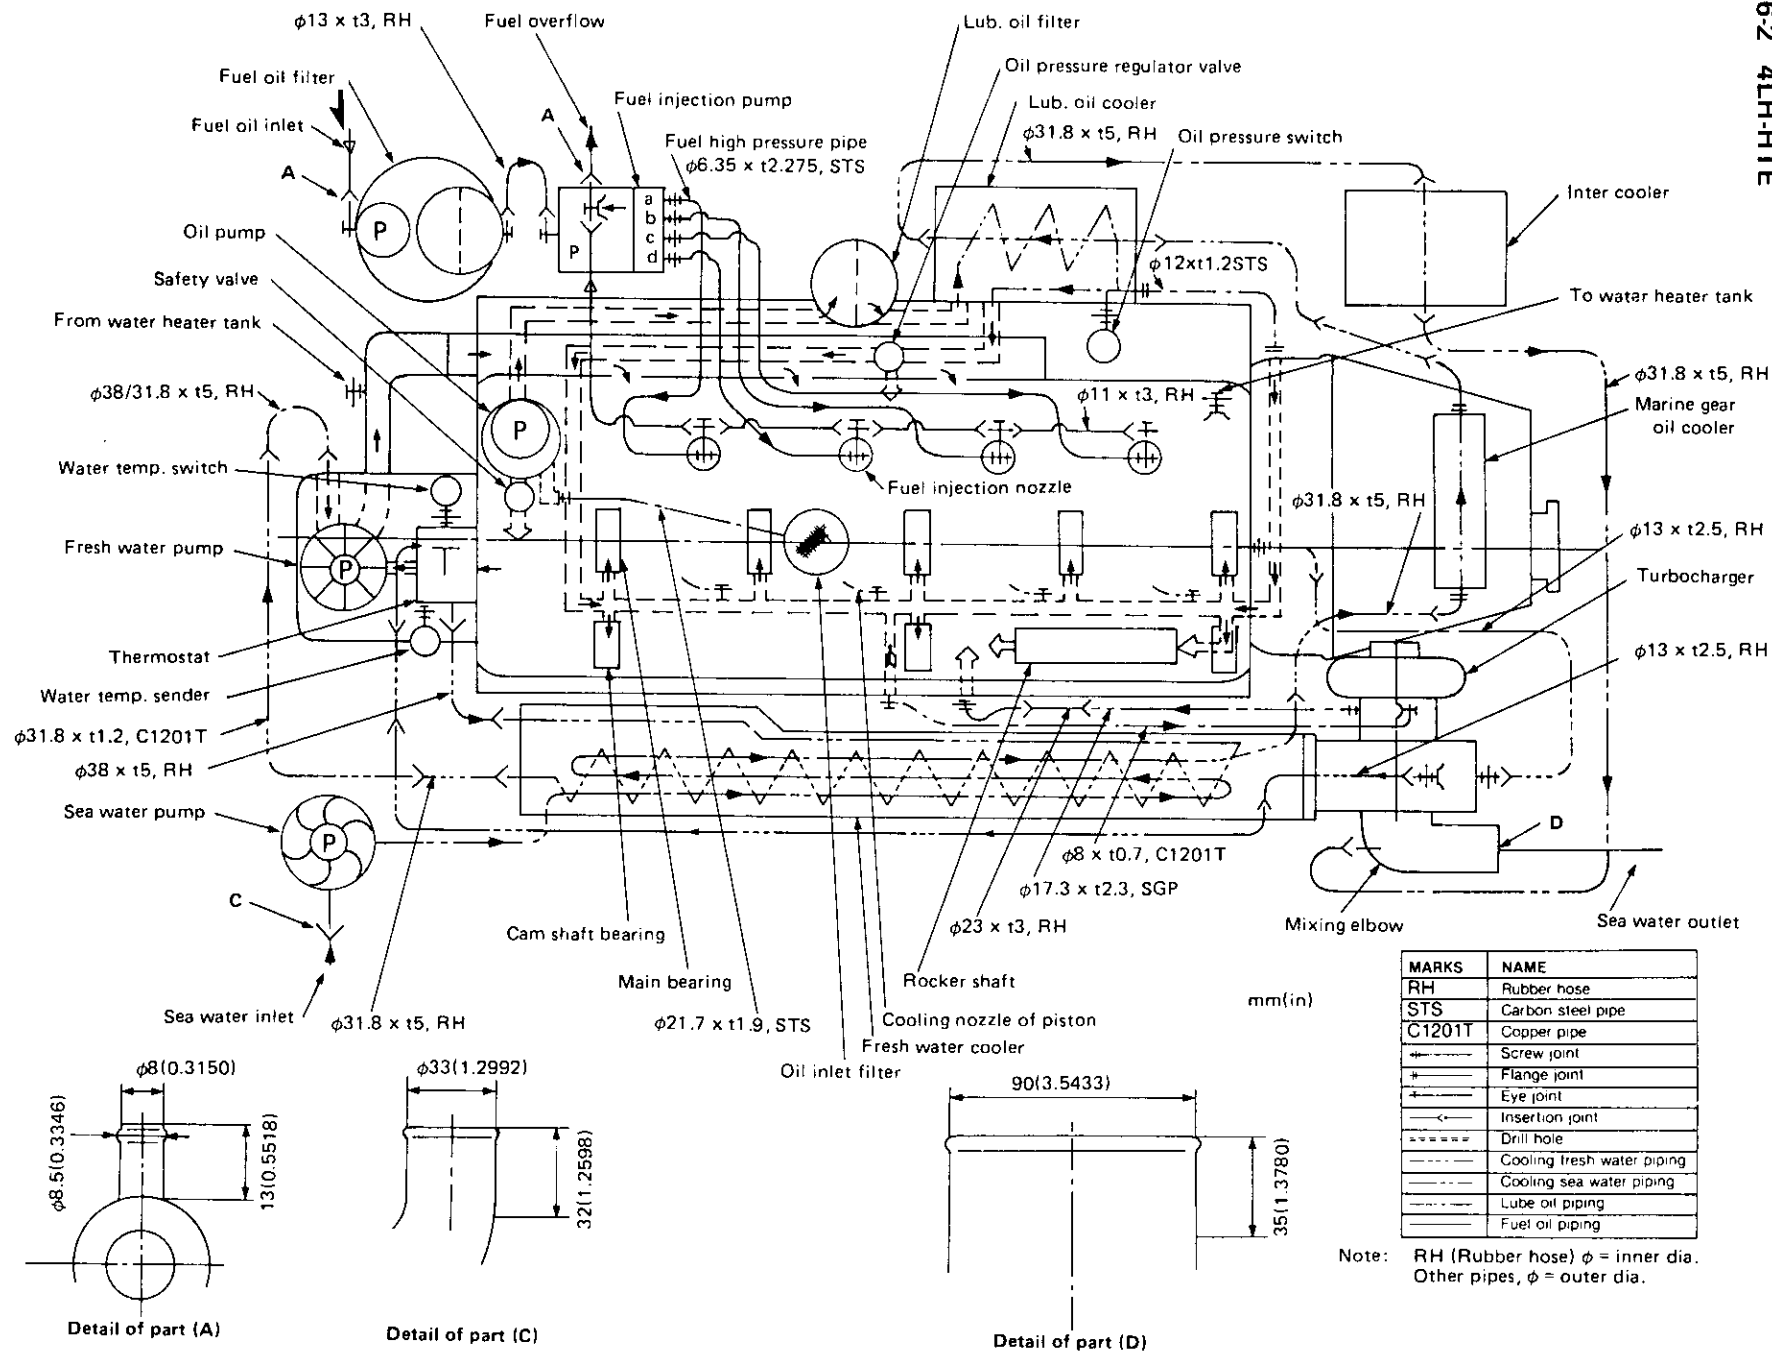 6-2 4LH-HTE
φ13 x t3, RH
Fuel overflow
Lub. oil filter
Fuel oil filter
Oil pressure regulator valve
Fuel injection pump
Lub. oil cooler
Fuel oil inlet
A
Fuel high pressure pipe
φ31.8 x t5, RH
Oil pressure switch
φ6.35 x t2.275, STS
A
Inter cooler
a
b
c
d
P
P
Oil pump
Safety valve
φ12xt1.2STS
From water heater tank
To water heater tank
φ38/31.8 x t5, RH
φ11 x t3, RH
φ31.8 x t5, RH
Marine gear
oil cooler
P
Water temp. switch
Fuel injection nozzle
φ31.8 x t5, RH
φ13 x t2.5, RH
Fresh water pump
P
T
Turbocharger
Thermostat
φ13 x t2.5, RH
Water temp. sender
φ31.8 x t1.2, C1201T
φ38 x t5, RH
Sea water pump
P
D
φ8 x t0.7, C1201T
φ17.3 x t2.3, SGP
C
φ23 x t3, RH
Mixing elbow
Sea water outlet
Cam shaft bearing
Main bearing
Rocker shaft
mm(in)
Sea water inlet
φ31.8 x t5, RH
φ21.7 x t1.9, STS
Cooling nozzle of piston
Fresh water cooler
Oil inlet filter
MARKS NAME
RH Rubber hose
STS Carbon steel pipe
C1201T Copper pipe
Screw joint
Flange joint
Eye joint
Insertion joint
Drill hole
Cooling fresh water piping
Cooling sea water piping
Lube oil piping
Fuel oil piping
Note: RH (Rubber hose) φ = inner dia.
Other pipes, φ = outer dia.
φ8(0.3150)
φ8.5(0.3346)
13(0.5518)
Detail of part (A)
φ33(1.2992)
32(1.2598)
Detail of part (C)
90(3.5433)
35(1.3780)
Detail of part (D)